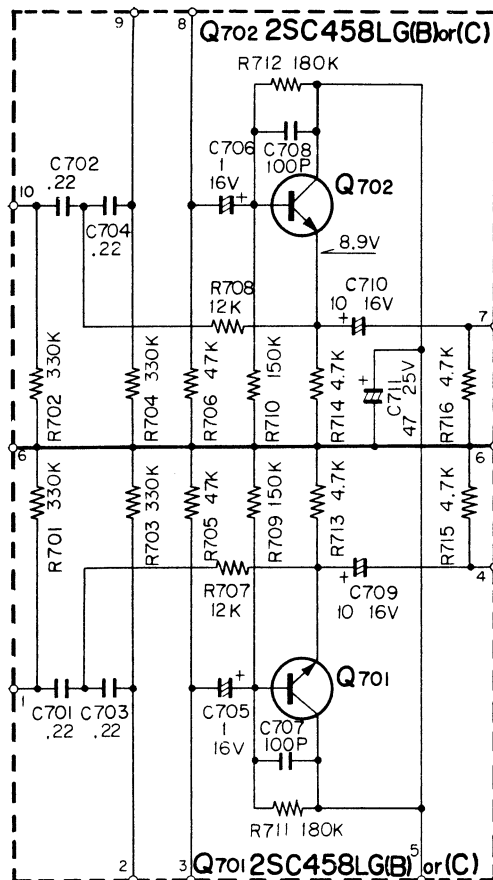 9
8
Q702 2SC458LG(B)or(C)
R712 180K
C706
1
16V
+
C708
100P
Q702
C702
.22
10
C704
.22
8.9V
R708
12K
C710
+ 10 16V
7
R702 330K
R704 330K
R706 47K
R710 150K
R714 4.7K
+
C711
47 25V
R716 4.7K
6
6
R701 330K
R703 330K
R705 47K
R709 150K
R713 4.7K
R715 4.7K
R707
12K
+ C709
10 16V
4
Q701
1
C701
.22
C703
.22
C705
1
16V
+
C707
100P
R711 180K
2
3
5
Q701 2SC458LG(B) or(C)